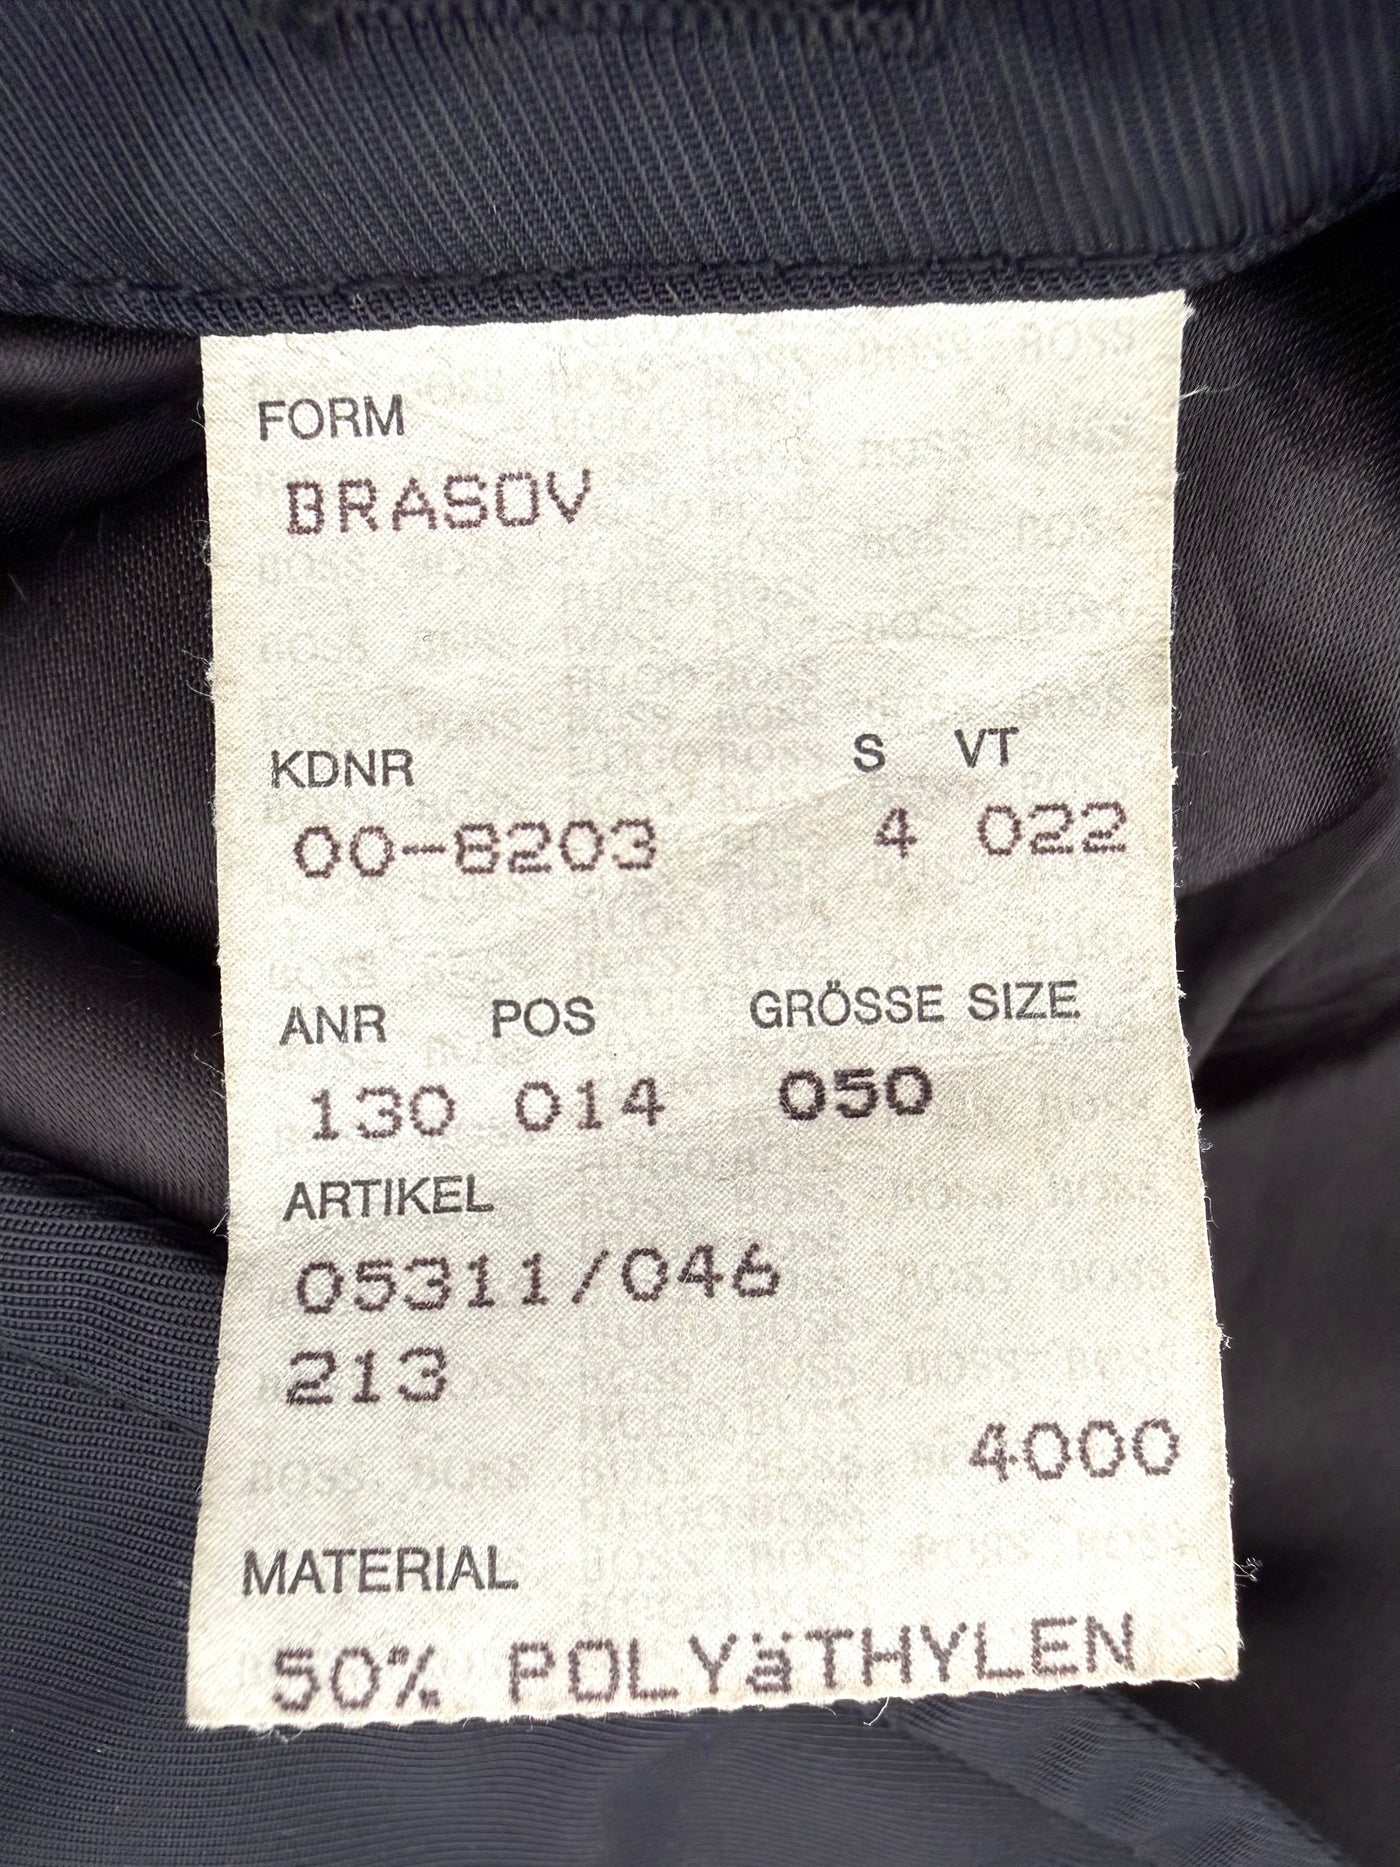 FORM
BRASOV
KDNR S VT
00-8203 4 022
ANR POS GRÖSSE SIZE
130 014 050
ARTIKEL
05311/046
213
4000
MATERIAL
50% POLYäTHYLEN